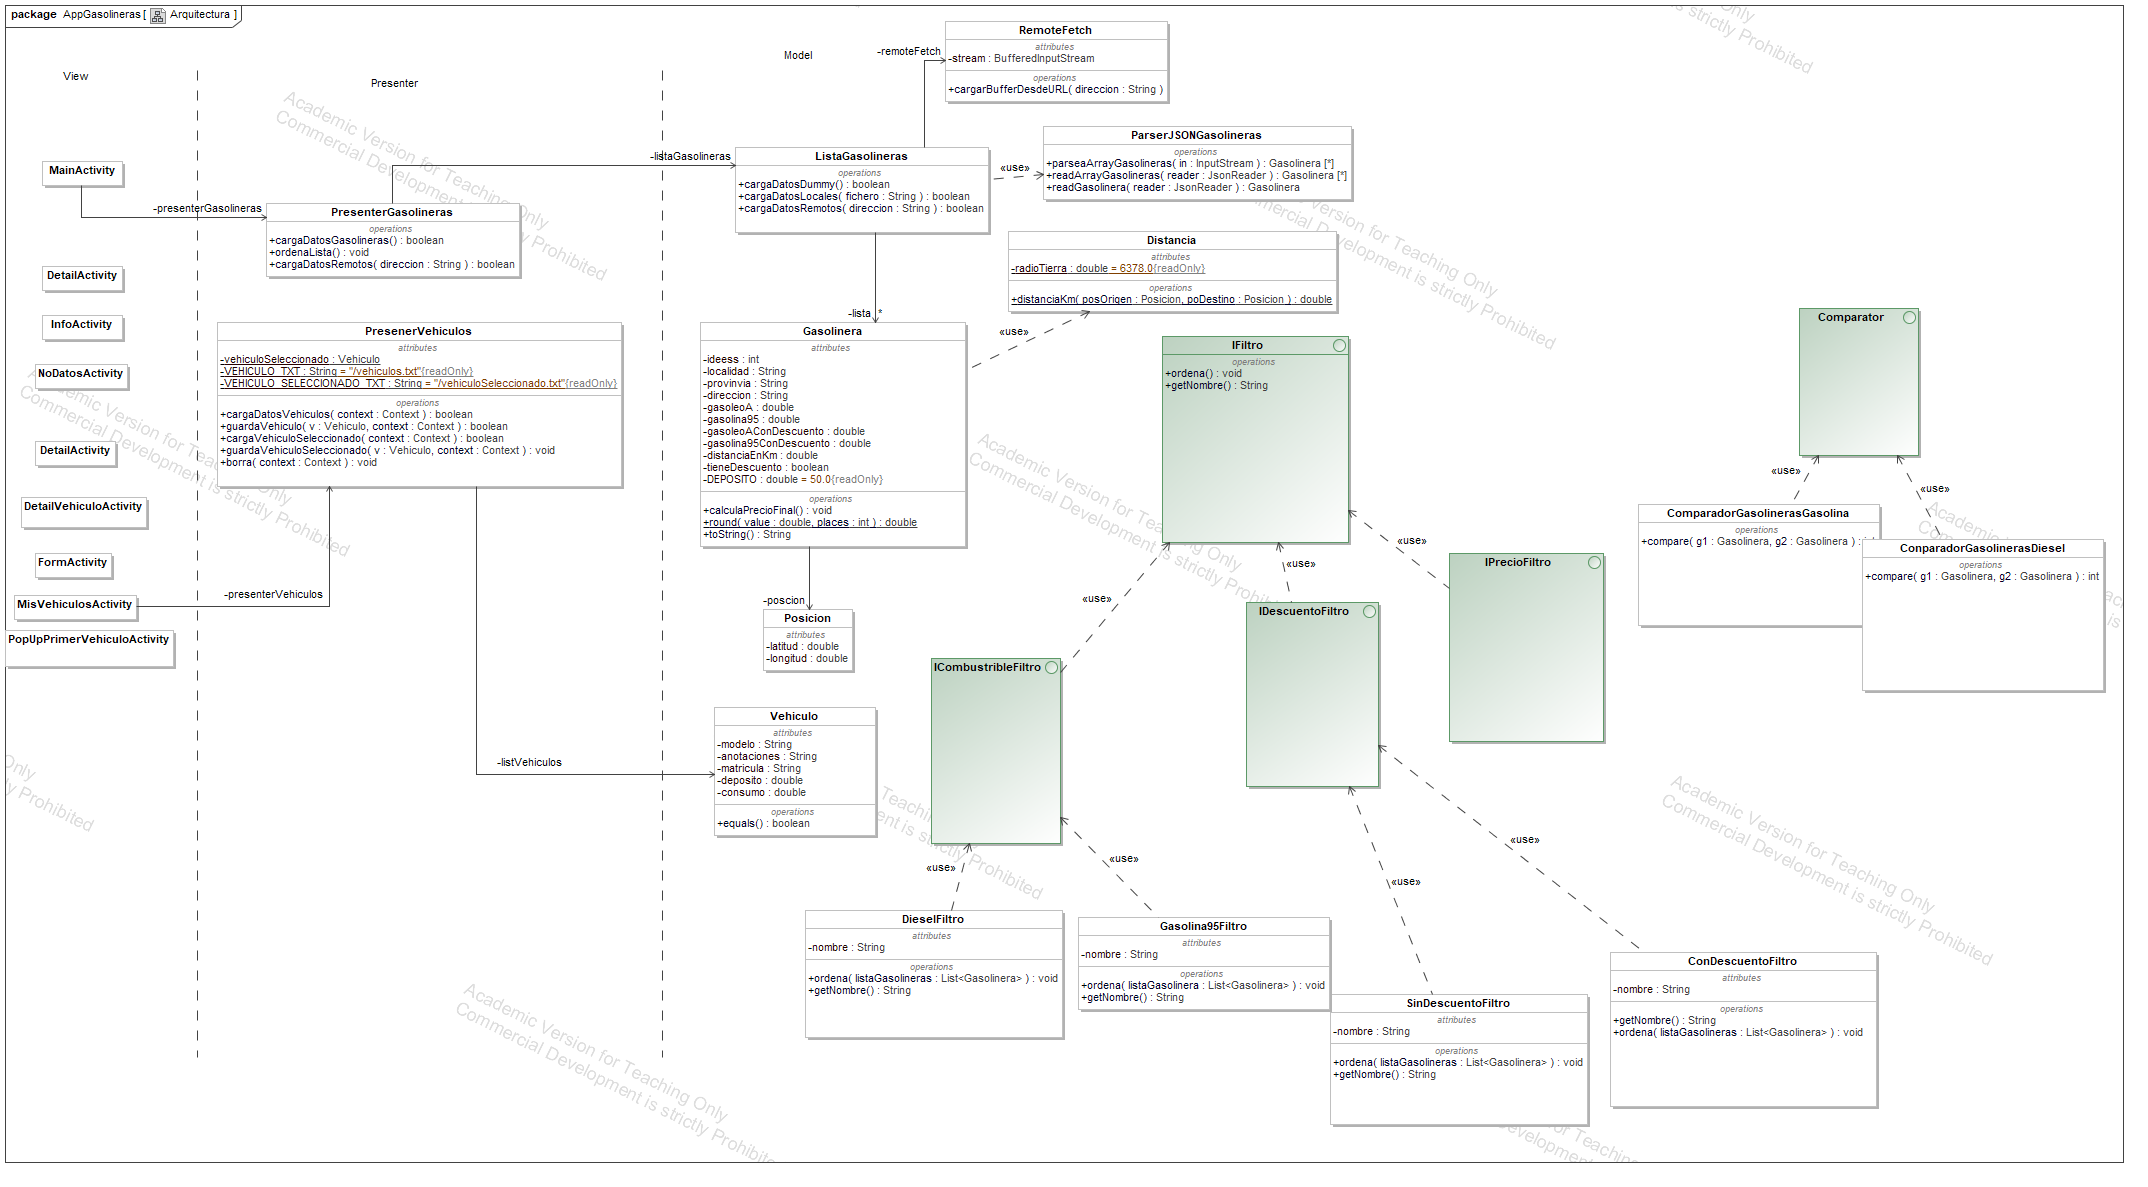 package AppGasolineras [ Arquitectura ]
View
Presenter
Model
MainActivity
DetailActivity
InfoActivity
NoDatosActivity
DetailActivity
DetailVehiculoActivity
FormActivity
MisVehiculosActivity
PopUpPrimerVehiculoActivity
-presenterGasolineras
PresenterGasolineras
operations
+cargaDatosGasolineras() : boolean
+ordenaLista() : void
+cargaDatosRemotos( direccion : String ) : boolean
PresenerVehiculos
attributes
-vehiculoSeleccionado : Vehiculo
-VEHICULO_TXT : String = "/vehiculos.txt"{readOnly}
-VEHICULO_SELECCIONADO_TXT : String = "/vehiculoSeleccionado.txt"{readOnly}
operations
+cargaDatosVehiculos( context : Context ) : boolean
+guardaVehiculo( v : Vehiculo, context : Context ) : boolean
+cargaVehiculoSeleccionado( context : Context ) : boolean
+guardaVehiculoSeleccionado( v : Vehiculo, context : Context ) : void
+borra( context : Context ) : void
-presenterVehiculos
-listVehiculos
-listaGasolineras
-remoteFetch
RemoteFetch
attributes
-stream : BufferedInputStream
operations
+cargarBufferDesdeURL( direccion : String )
ListaGasolineras
operations
+cargaDatosDummy() : boolean
+cargaDatosLocales( fichero : String ) : boolean
+cargaDatosRemotos( direccion : String ) : boolean
«use»
ParserJSONGasolineras
operations
+parseaArrayGasolineras( in : InputStream ) : Gasolinera [*]
+readArrayGasolineras( reader : JsonReader ) : Gasolinera [*]
+readGasolinera( reader : JsonReader ) : Gasolinera
Distancia
attributes
-radioTierra : double = 6378.0{readOnly}
operations
+distanciaKm( posOrigen : Posicion, poDestino : Posicion ) : double
-lista *
«use»
Gasolinera
attributes
-ideess : int
-localidad : String
-provinvia : String
-direccion : String
-gasoleoA : double
-gasolina95 : double
-gasoleoAConDescuento : double
-gasolina95ConDescuento : double
-distanciaEnKm : double
-tieneDescuento : boolean
-DEPOSITO : double = 50.0{readOnly}
operations
+calculaPrecioFinal() : void
+round( value : double, places : int ) : double
+toString() : String
-poscion
Posicion
attributes
-latitud : double
-longitud : double
Vehiculo
attributes
-modelo : String
-anotaciones : String
-matricula : String
-deposito : double
-consumo : double
operations
+equals() : boolean
IFiltro
operations
+ordena() : void
+getNombre() : String
Comparator
«use»
«use»
ComparadorGasolinerasGasolina
operations
+compare( g1 : Gasolinera, g2 : Gasolinera ) :
ConparadorGasolinerasDiesel
operations
+compare( g1 : Gasolinera, g2 : Gasolinera ) : int
«use»
«use»
«use»
IPrecioFiltro
IDescuentoFiltro
ICombustribleFiltro
«use»
«use»
«use»
«use»
DieselFiltro
attributes
-nombre : String
operations
+ordena( listaGasolineras : List<Gasolinera> ) : void
+getNombre() : String
Gasolina95Filtro
attributes
-nombre : String
operations
+ordena( listaGasolinera : List<Gasolinera> ) : void
+getNombre() : String
SinDescuentoFiltro
attributes
-nombre : String
operations
+ordena( listaGasolineras : List<Gasolinera> ) : void
+getNombre() : String
ConDescuentoFiltro
attributes
-nombre : String
operations
+getNombre() : String
+ordena( listaGasolineras : List<Gasolinera> ) : void
Academic Version for Teaching Only
Commercial Development is strictly Prohibited